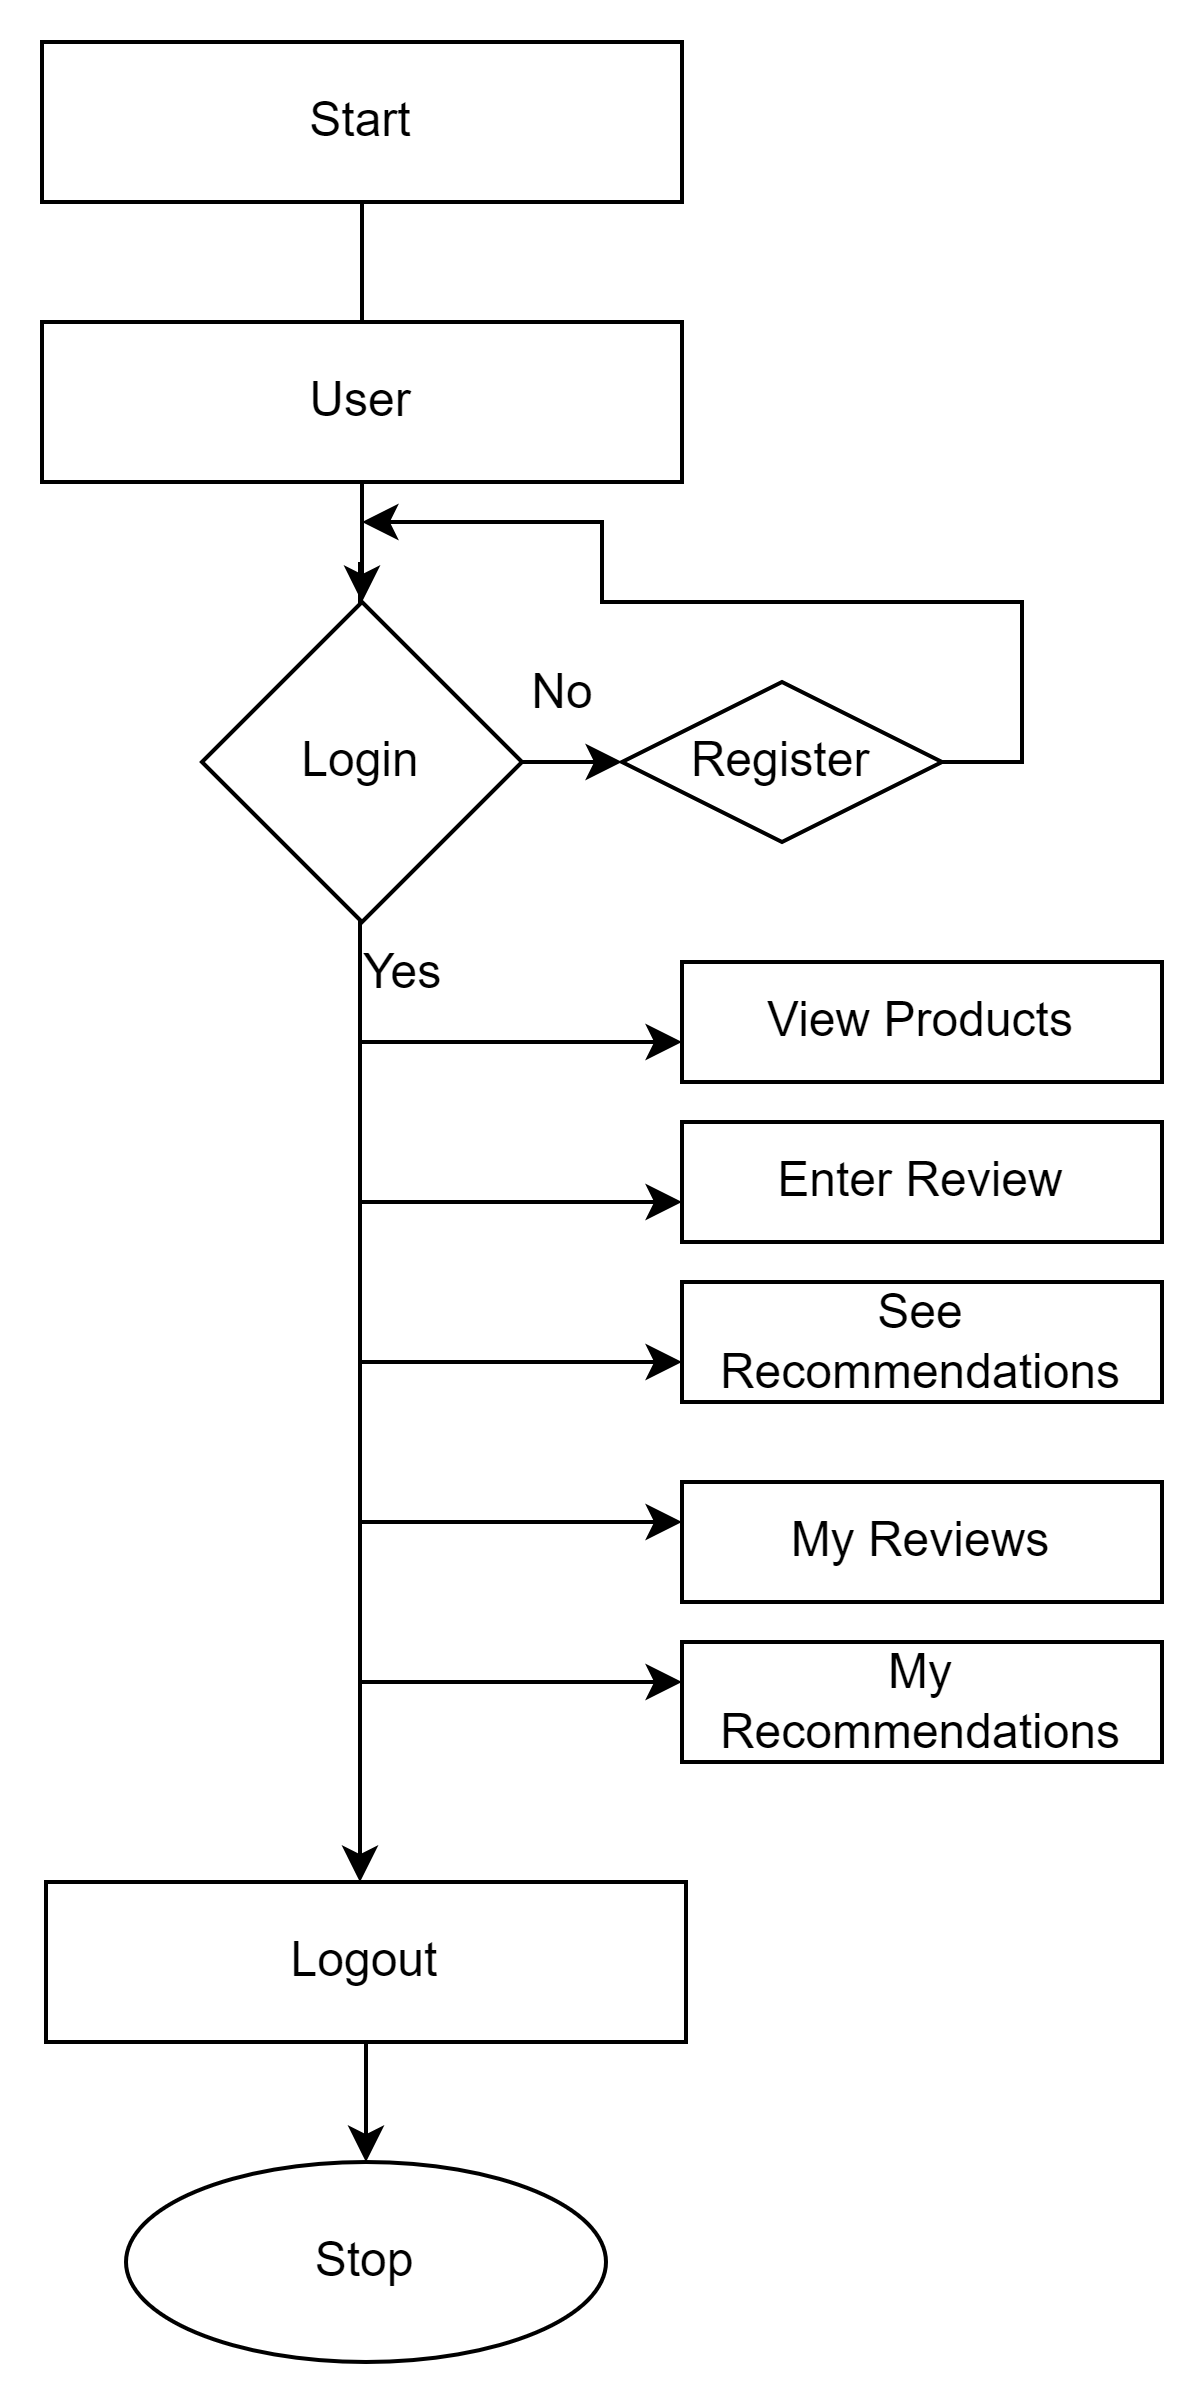 Start
User
No
Login
Register
Yes
View Products
Enter Review
See
Recommendations
My Reviews
My
Recommendations
Logout
Stop